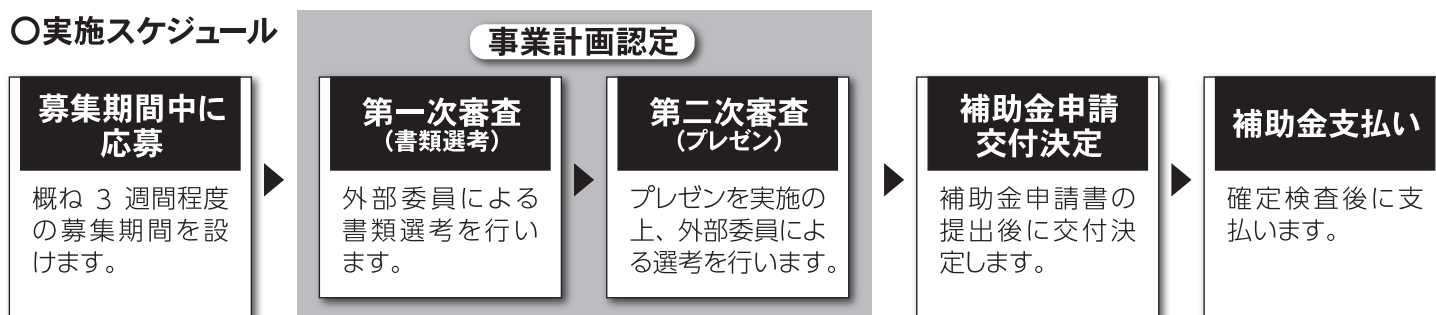 〇実施スケジュール
事業計画認定
募集期間中に
応募
概ね 3 週間程度
の募集期間を設
けます。
第一次審査
(書類選考)
外部委員による
書類選考を行い
ます。
第二次審査
(プレゼン)
プレゼンを実施の
上、外部委員によ
る選考を行います。
補助金申請
交付決定
補助金申請書の
提出後に交付決
定します。
補助金支払い
確定検査後に支
払います。